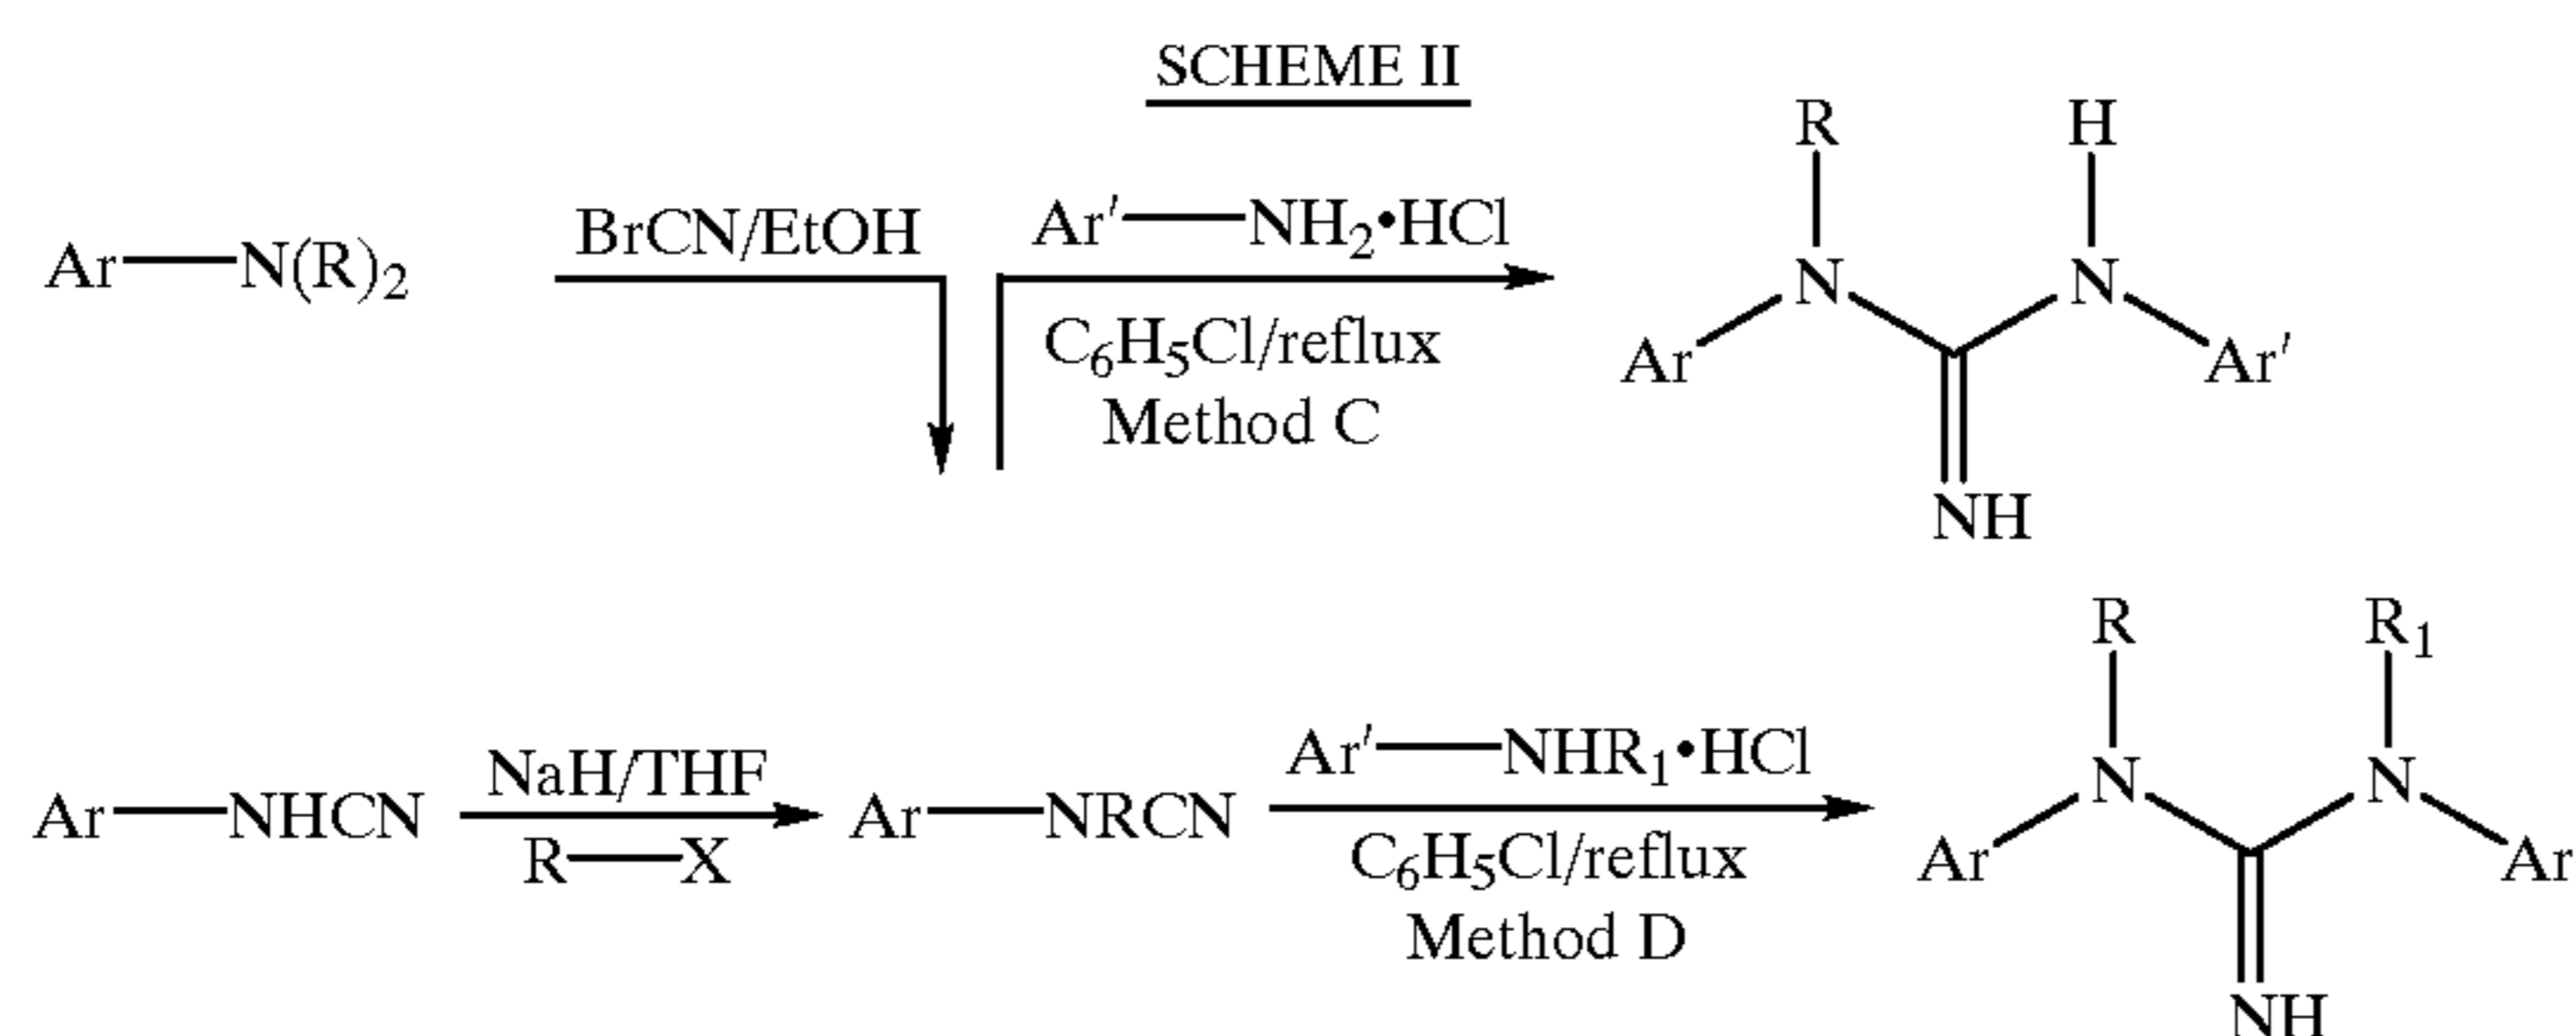 SCHEME II
Ar—N(R)₂
BrCN/EtOH
Ar'—NH₂•HCl
C₆H₅Cl/reflux
Method C
R
H
N
N
Ar
Ar'
NH
Ar—NHCN
NaH/THF
R—X
Ar—NRCN
Ar'—NHR₁•HCl
C₆H₅Cl/reflux
Method D
R
R₁
N
N
Ar
Ar
NH